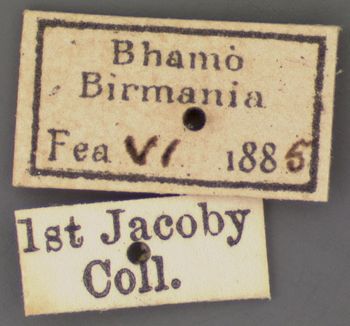 Bhamò
Birmania
Fea VI 1885
1st Jacoby
Coll.